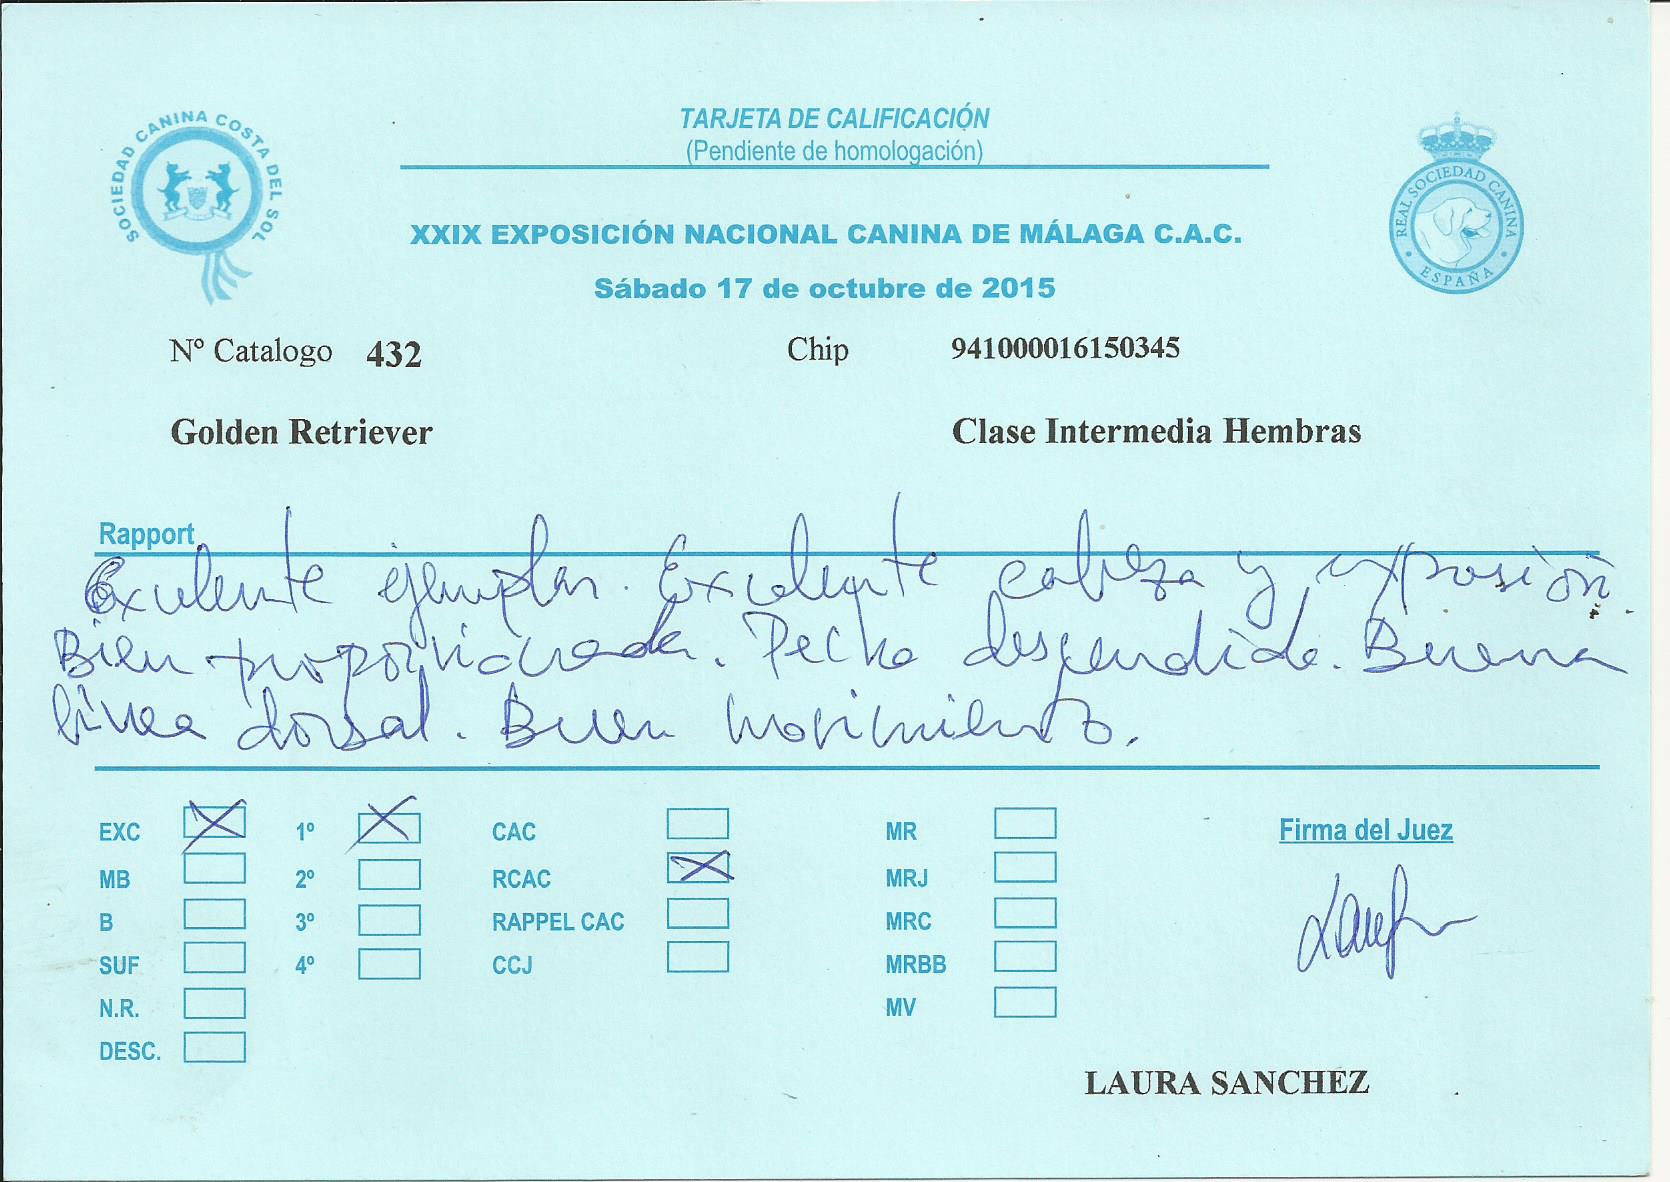 SOCIEDAD CANINA COSTA DEL SOL
TARJETA DE CALIFICACIÓN
(Pendiente de homologación)
REAL SOCIEDAD CANINA
ESPAÑA
XXIX EXPOSICIÓN NACIONAL CANINA DE MÁLAGA C.A.C.
Sábado 17 de octubre de 2015
Nº Catalogo 432 Chip 941000016150345
Golden Retriever Clase Intermedia Hembras
Rapport
Excelente ejemplar. Excelente cabeza y expresión.
Bien proporcionada. Pecho descendido. Buena
línea dorsal. Buen movimiento.
EXC 1º CAC MR Firma del Juez
MB 2º RCAC MRJ
B 3º RAPPEL CAC MRC
SUF 4º CCJ MRBB
N.R. MV
DESC.
LAURA SANCHEZ